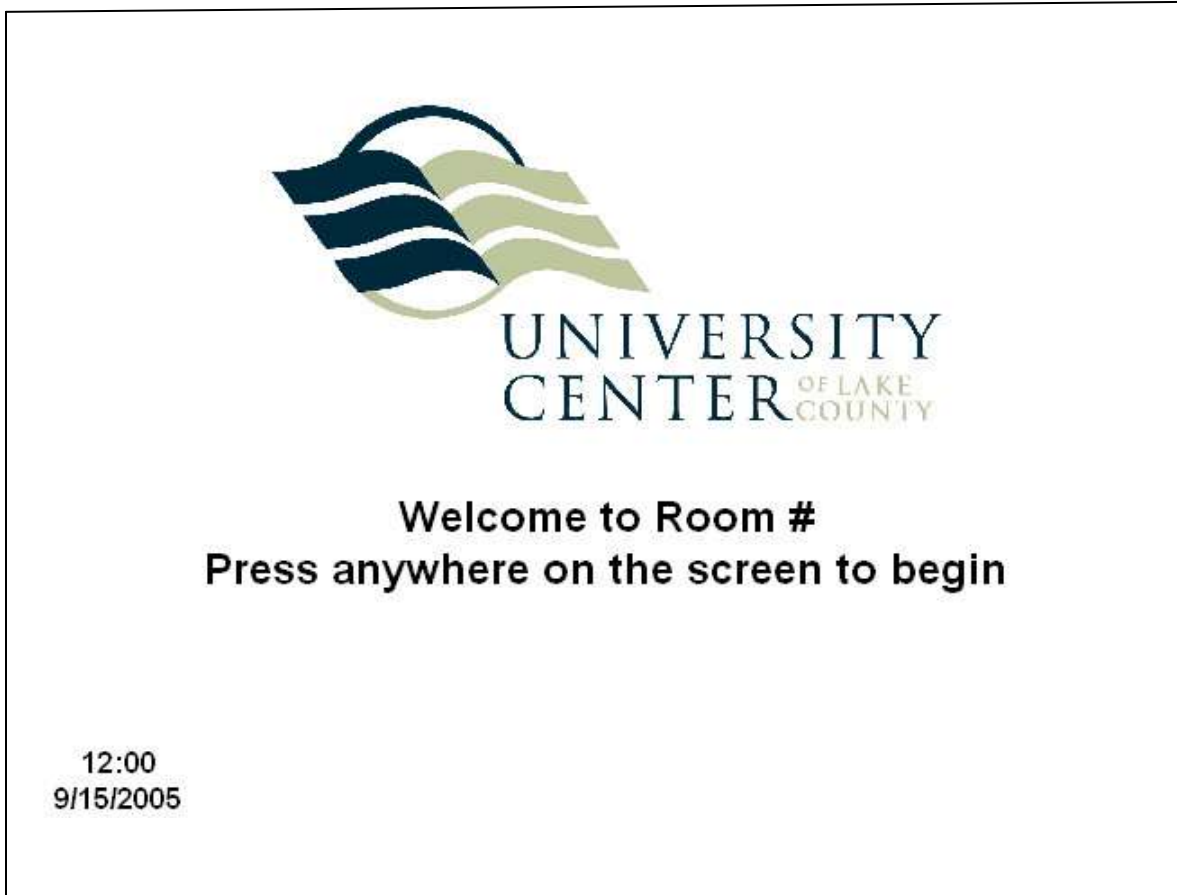 UNIVERSITY
CENTER OF LAKE COUNTY
Welcome to Room #
Press anywhere on the screen to begin
12:00
9/15/2005